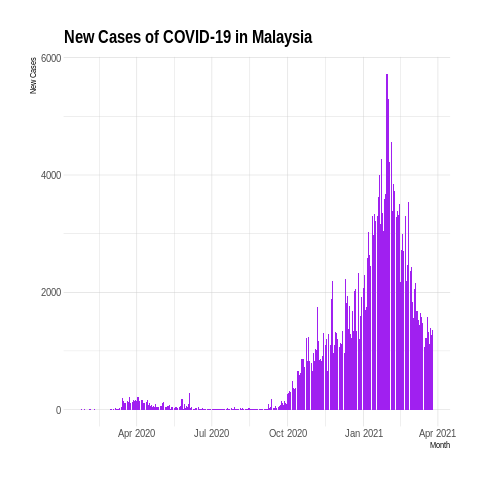 New Cases of COVID-19 in Malaysia
New Cases
6000
4000
2000
0
Apr 2020 Jul 2020 Oct 2020 Jan 2021 Apr 2021
Month